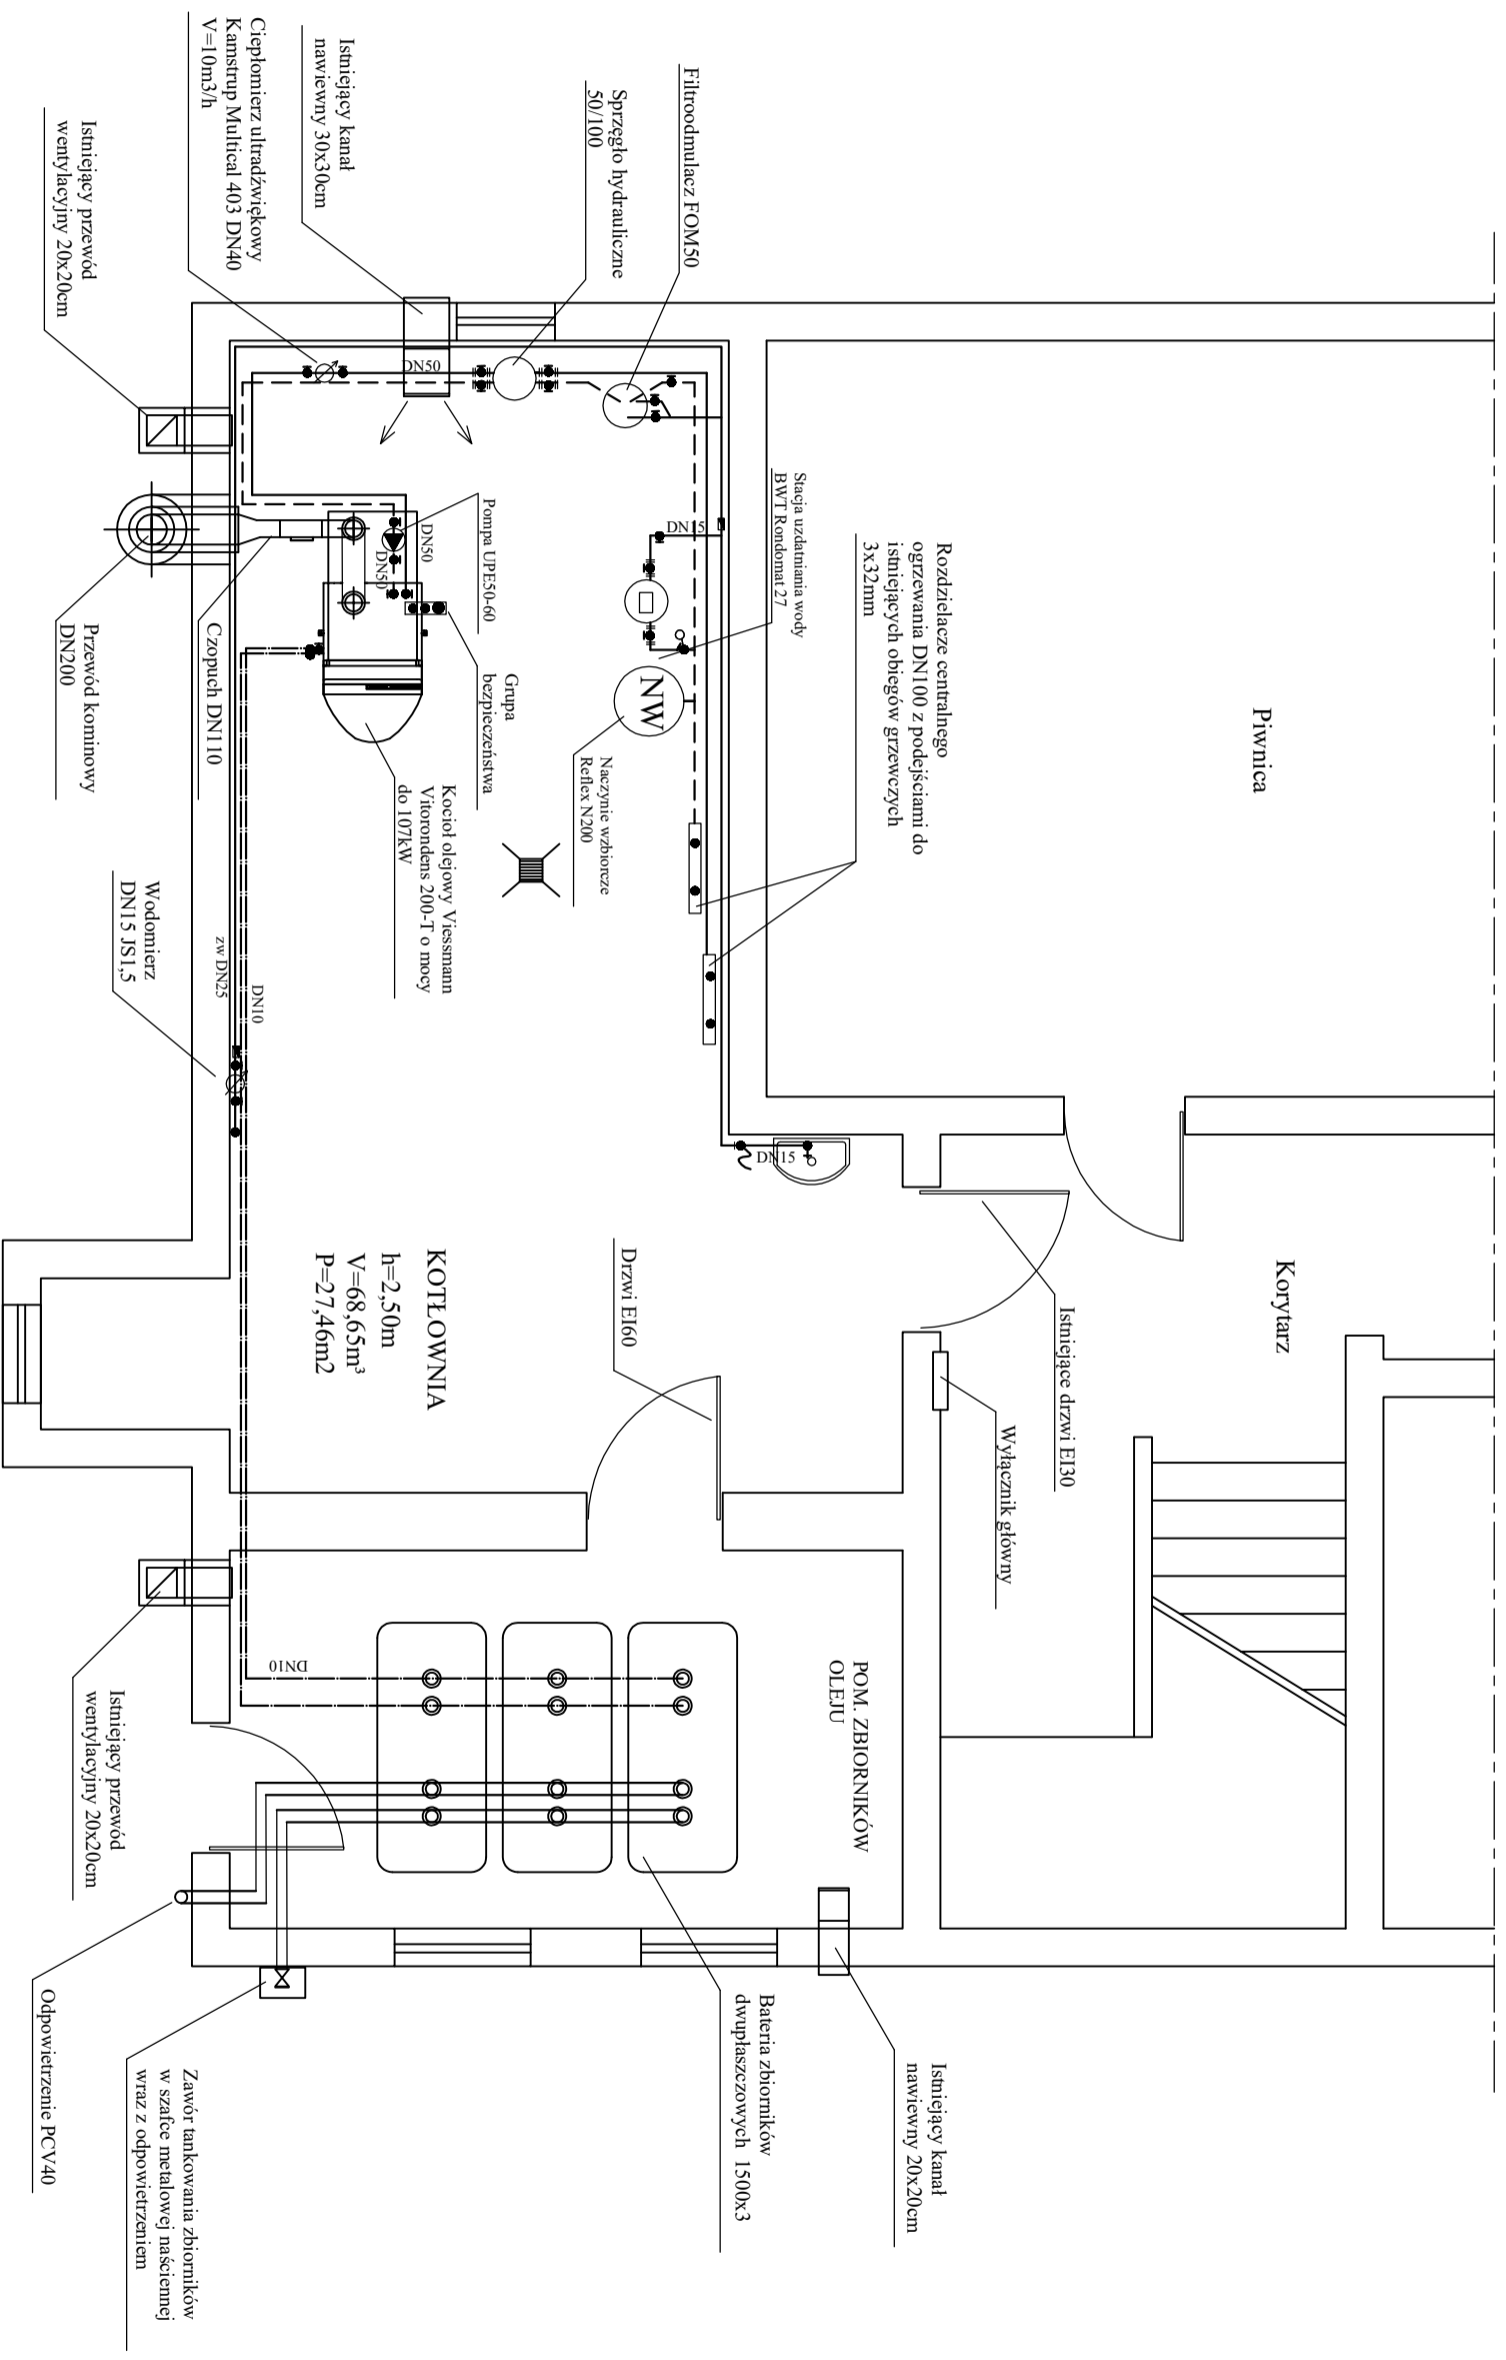 Piwnica
Korytarz
Rozdzielacze centralnego
ogrzewania DN100 z podejściami do
istniejących obiegów grzewczych
3x32mm
Istniejące drzwi EI30
Wyłącznik główny
Istniejący kanał
nawiewny 20x20cm
Stacja uzdatniania wody
BWT Rondomat 27
Filtroodmulacz FOM50
Sprzęgło hydrauliczne
50/100
DN15
NW
Naczynie wzbiorcze
Reflex N200
DN15
Drzwi EI60
POM. ZBIORNIKÓW
OLEJU
Bateria zbiorników
dwupłaszczowych 1500x3
Istniejący kanał
nawiewny 30x30cm
DN50
Pompa UPE50-60
DN50
DN50
Grupa
bezpieczeństwa
Kocioł olejowy Viessmann
Vitorondens 200-T o mocy
do 107kW
KOTŁOWNIA
h=2,50m
V=68,65m³
P=27,46m2
Ciepłomierz ultradźwiękowy
Kamstrup Multical 403 DN40
V=10m3/h
DN10
DN10
zw DN25
Czopuch DN110
Przewód kominowy
DN200
Wodomierz
DN15 JS1,5
Istniejący przewód
wentylacyjny 20x20cm
Istniejący przewód
wentylacyjny 20x20cm
Zawór tankowania zbiorników
w szafce metalowej naściennej
wraz z odpowietrzeniem
Odpowietrzenie PCV40